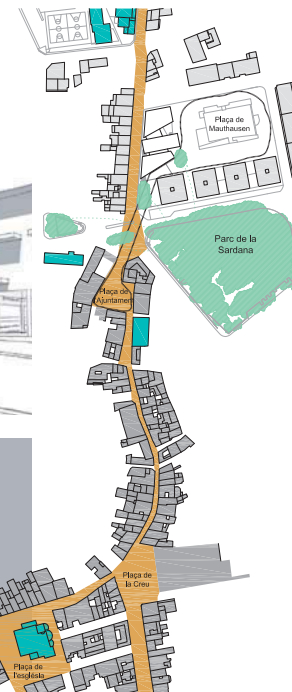 Plaça de
Mauthausen
Parc de la
Sardana
Plaça de
l'Ajuntament
Plaça de
la Creu
Plaça de
l'església